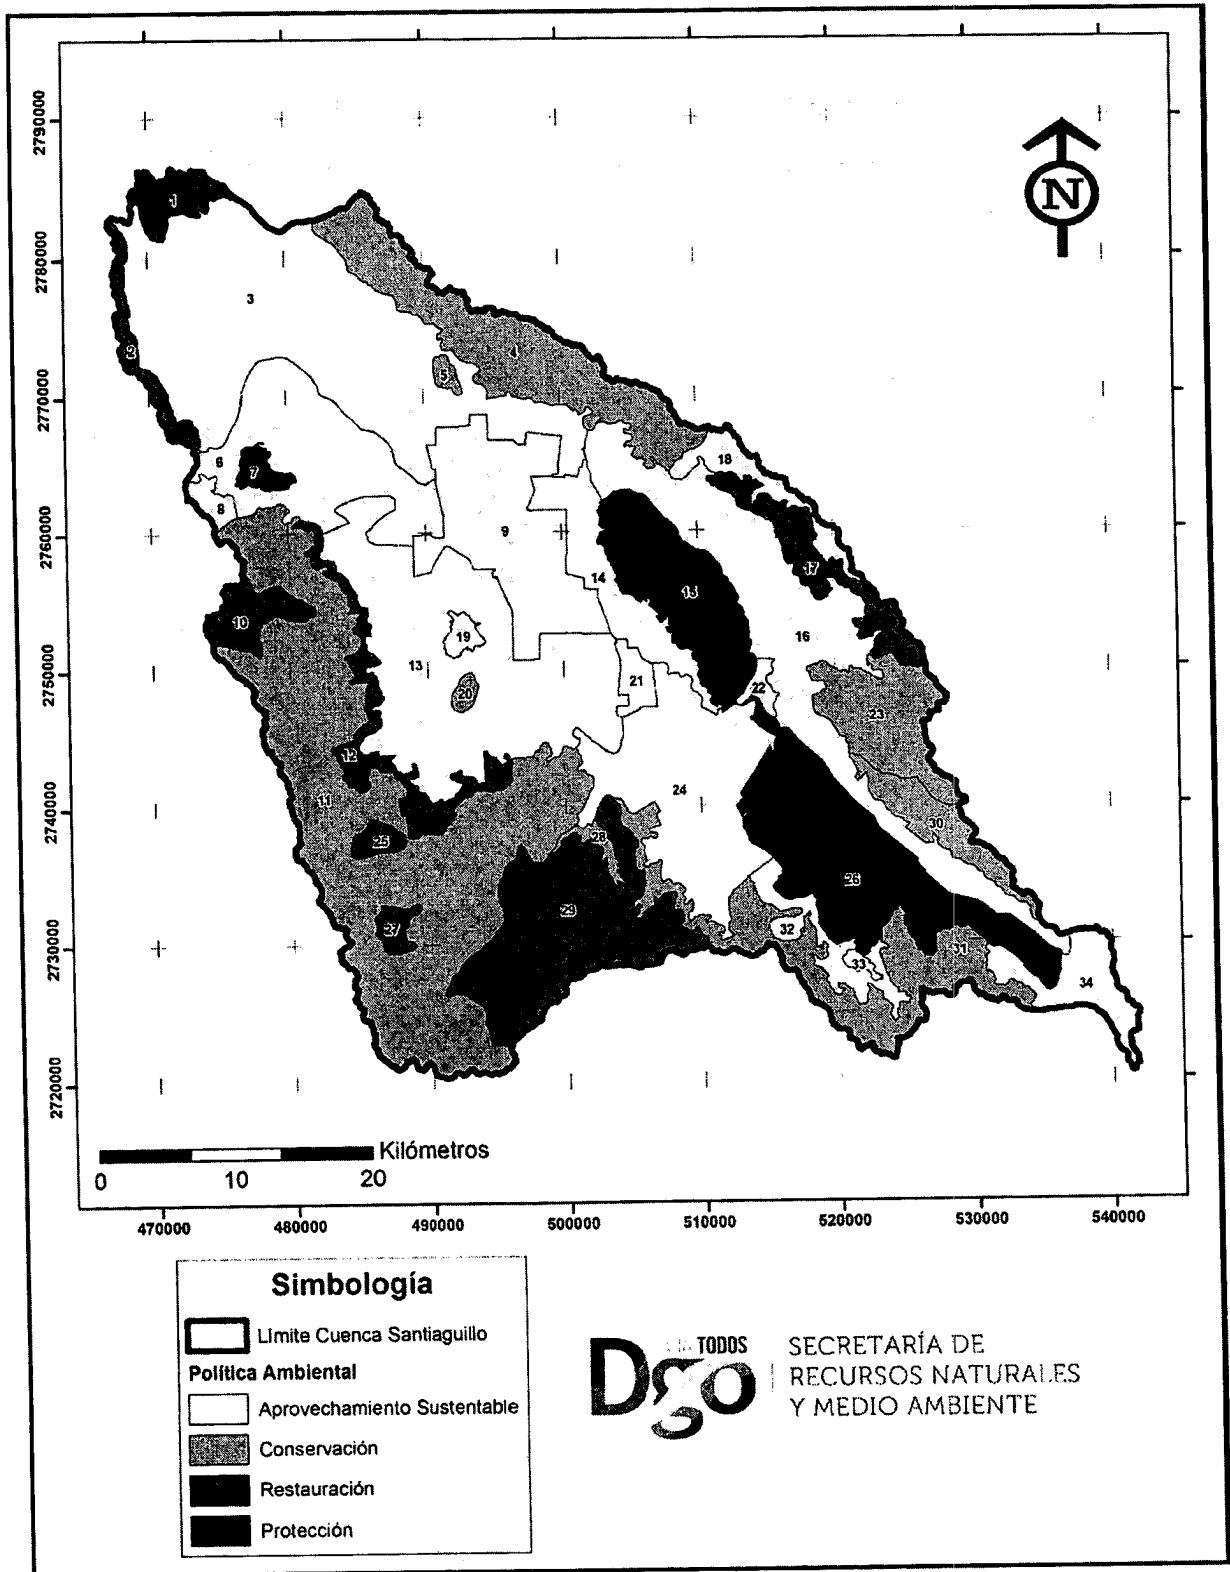 2790000
2780000
2770000
2760000
2750000
2740000
2730000
2720000
N
1
2
3
4
5
6
7
8
9
10
11
12
13
14
15
16
17
18
19
20
21
22
23
24
25
26
27
28
29
30
31
32
33
34
Kilómetros
0 10 20
470000 480000 490000 500000 510000 520000 530000 540000
Simbología
Límite Cuenca Santiaguillo
Política Ambiental
Aprovechamiento Sustentable
Conservación
Restauración
Protección
TODOS
Dgo
SECRETARÍA DE
RECURSOS NATURALES
Y MEDIO AMBIENTE